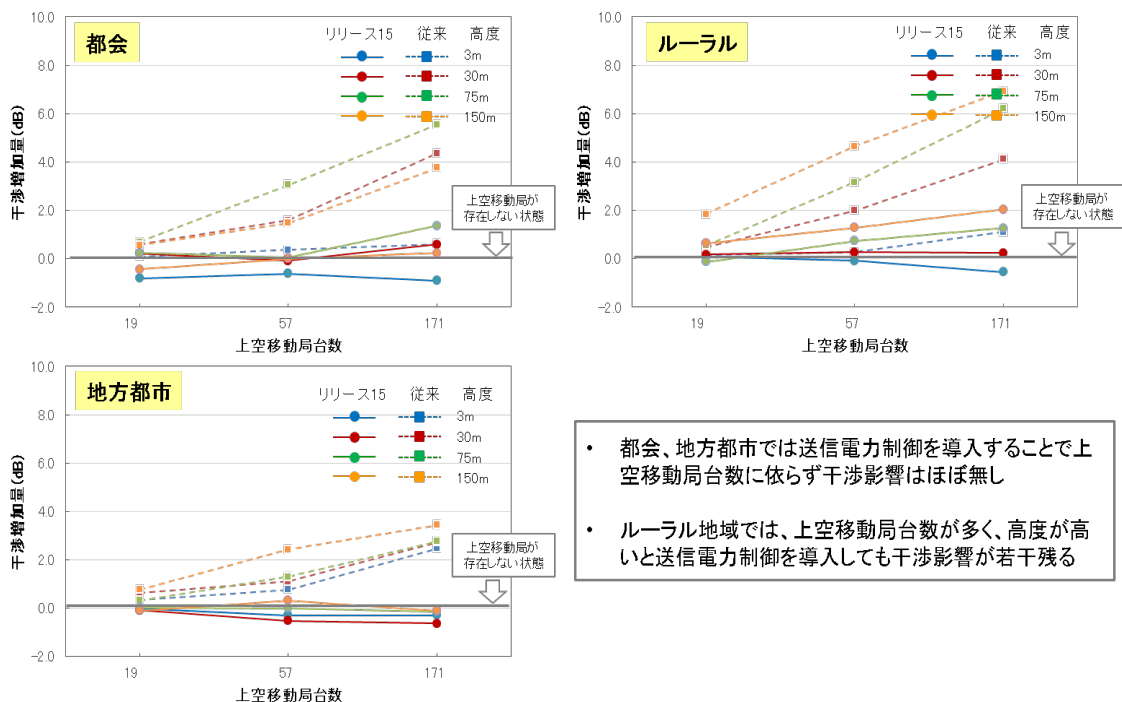 都会
リリース15 従来 高度
3m
30m
75m
150m
干渉増加量(dB)
10.0
8.0
6.0
4.0
2.0
0.0
-2.0
上空移動局が
存在しない状態
19 57 171
上空移動局台数
ルーラル
リリース15 従来 高度
3m
30m
75m
150m
干渉増加量(dB)
10.0
8.0
6.0
4.0
2.0
0.0
-2.0
上空移動局が
存在しない状態
19 57 171
上空移動局台数
地方都市
リリース15 従来 高度
3m
30m
75m
150m
干渉増加量(dB)
10.0
8.0
6.0
4.0
2.0
0.0
-2.0
上空移動局が
存在しない状態
19 57 171
上空移動局台数
• 都会、地方都市では送信電力制御を導入することで上
空移動局台数に依らず干渉影響はほぼ無し
• ルーラル地域では、上空移動局台数が多く、高度が高
いと送信電力制御を導入しても干渉影響が若干残る